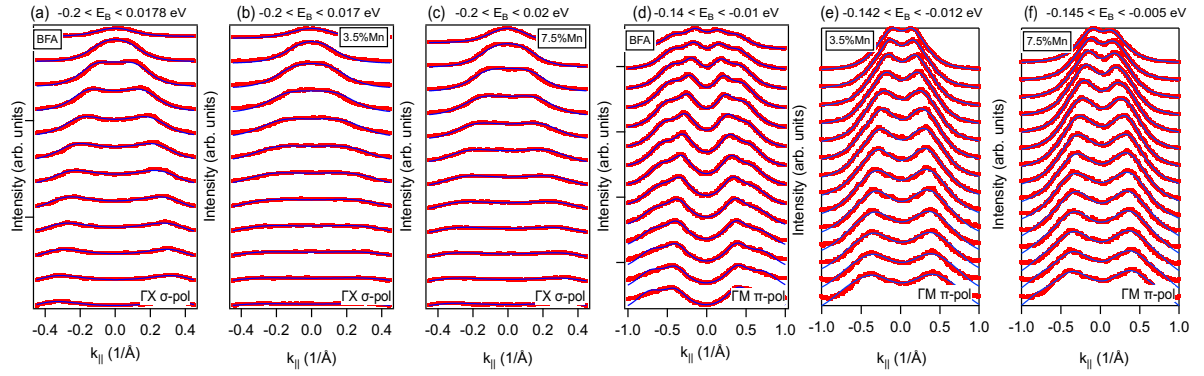 (a) -0.2 < E_B < 0.0178 eV
BFA
Intensity (arb. units)
ΓX σ-pol
-0.4 -0.2 0.0 0.2 0.4
k_|| (1/Å)
(b) -0.2 < E_B < 0.017 eV
3.5%Mn
Intensity (arb. units)
ΓX σ-pol
-0.4 -0.2 0.0 0.2 0.4
k_|| (1/Å)
(c) -0.2 < E_B < 0.02 eV
7.5%Mn
Intensity (arb. units)
ΓX σ-pol
-0.4 -0.2 0.0 0.2 0.4
k_|| (1/Å)
(d) -0.14 < E_B < -0.01 eV
BFA
Intensity (arb. units)
ΓM π-pol
-1.0 -0.5 0.0 0.5 1.0
k_|| (1/Å)
(e) -0.142 < E_B < -0.012 eV
3.5%Mn
Intensity (arb. units)
ΓM π-pol
-1.0 -0.5 0.0 0.5 1.0
k_|| (1/Å)
(f) -0.145 < E_B < -0.005 eV
7.5%Mn
Intensity (arb. units)
ΓM π-pol
-1.0 -0.5 0.0 0.5 1.0
k_|| (1/Å)